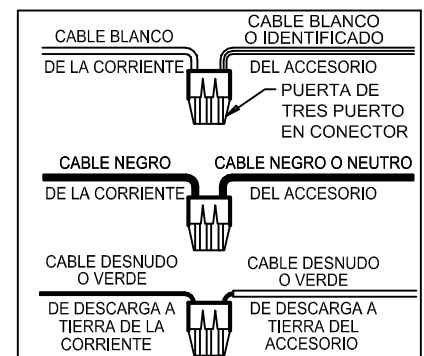 CABLE BLANCO
CABLE BLANCO
O IDENTIFICADO
DE LA CORRIENTE
DEL ACCESORIO
PUERTA DE
TRES PUERTO
EN CONECTOR
CABLE NEGRO
CABLE NEGRO O NEUTRO
DE LA CORRIENTE
DEL ACCESORIO
CABLE DESNUDO
O VERDE
CABLE DESNUDO
O VERDE
DE DESCARGA A
TIERRA DE LA
CORRIENTE
DE DESCARGA A
TIERRA DEL
ACCESORIO